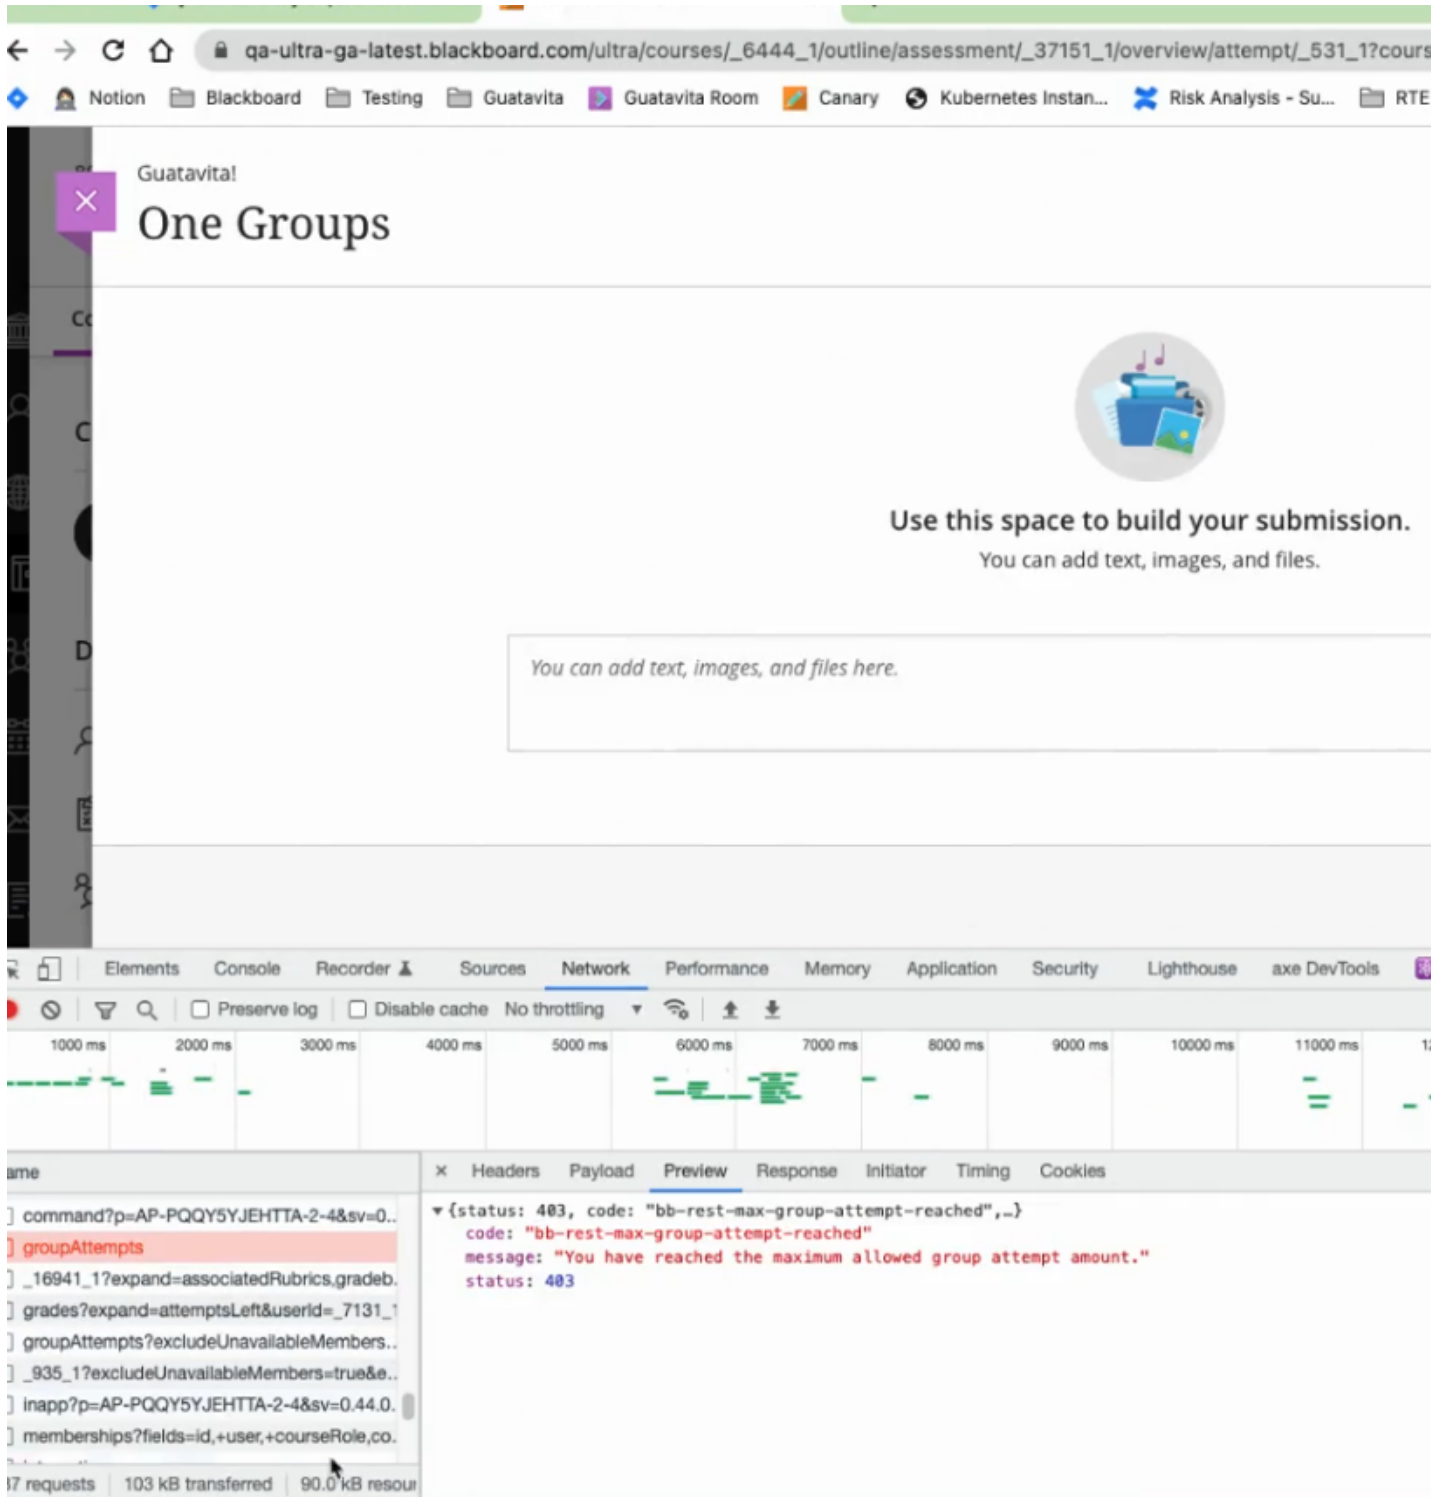 qa-ultra-ga-latest.blackboard.com/ultra/courses/_6444_1/outline/assessment/_37151_1/overview/attempt/_531_1?cours
Notion Blackboard Testing Guatavita Guatavita Room Canary Kubernetes Instan... Risk Analysis - Su... RTE
Guatavita!
One Groups
Co
C
D
Use this space to build your submission.
You can add text, images, and files.
You can add text, images, and files here.
Elements Console Recorder Sources Network Performance Memory Application Security Lighthouse axe DevTools
Preserve log Disable cache No throttling
1000 ms 2000 ms 3000 ms 4000 ms 5000 ms 6000 ms 7000 ms 8000 ms 9000 ms 10000 ms 11000 ms 12
ame
× Headers Payload Preview Response Initiator Timing Cookies
command?p=AP-PQQY5YJEHTTA-2-4&sv=0..
groupAttempts
_16941_1?expand=associatedRubrics,gradeb.
grades?expand=attemptsLeft&userId=_7131_1
groupAttempts?excludeUnavailableMembers..
_935_1?excludeUnavailableMembers=true&e..
inapp?p=AP-PQQY5YJEHTTA-2-4&sv=0.44.0.
memberships?fields=id,+user,+courseRole,co.
37 requests 103 kB transferred 90.0 kB resour
{status: 403, code: "bb-rest-max-group-attempt-reached",…}
code: "bb-rest-max-group-attempt-reached"
message: "You have reached the maximum allowed group attempt amount."
status: 403